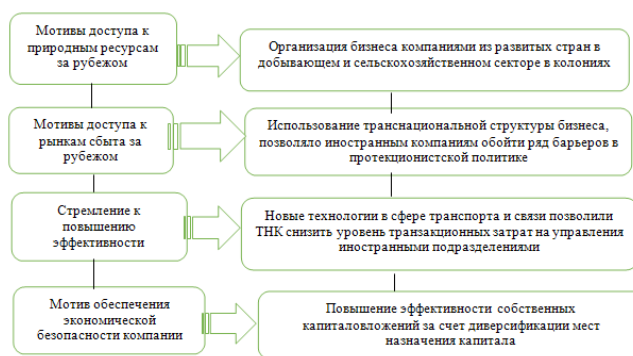 Мотивы доступа к
природным ресурсам
за рубежом
Организация бизнеса компаниями из развитых стран в
добывающем и сельскохозяйственном секторе в колониях
Мотивы доступа к
рынкам сбыта за
рубежом
Использование транснациональной структуры бизнеса,
позволяло иностранным компаниям обойти ряд барьеров в
протекционистской политике
Стремление к
повышению
эффективности
Новые технологии в сфере транспорта и связи позволили
ТНК снизить уровень транзакционных затрат на управления
иностранными подразделениями
Мотив обеспечения
экономической
безопасности компании
Повышение эффективности собственных
капиталовложений за счет диверсификации мест
назначения капитала